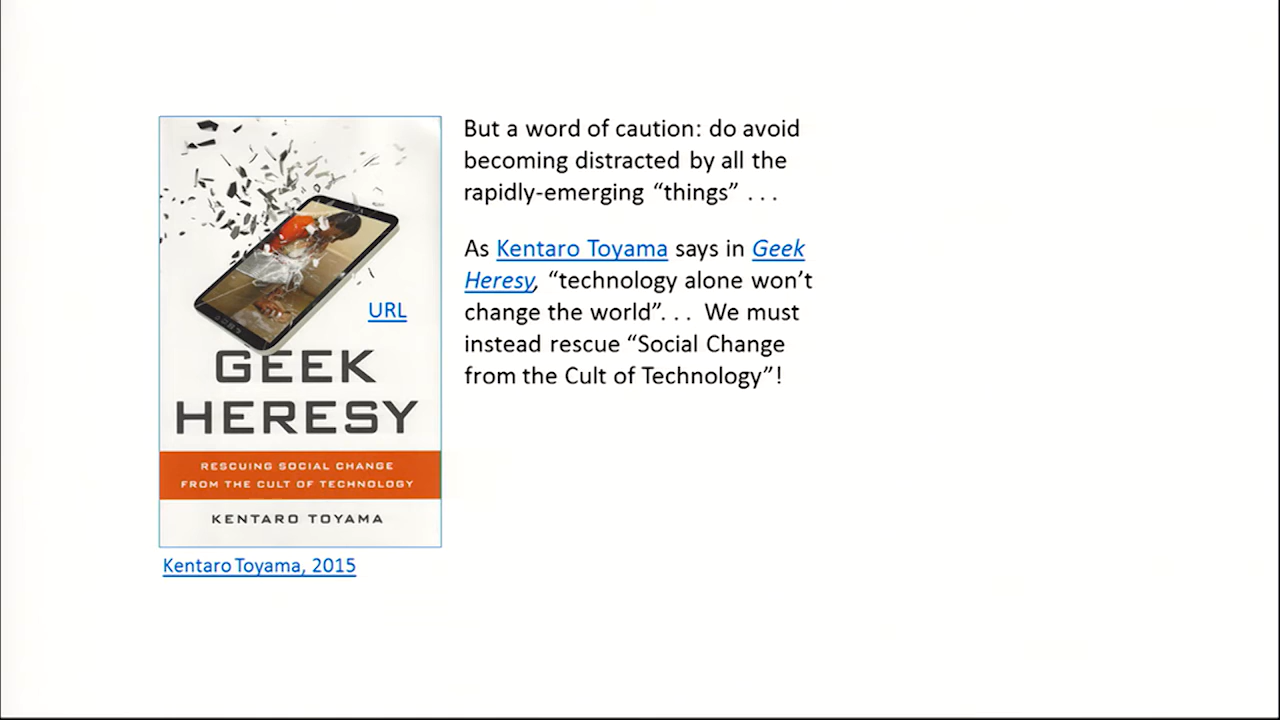 But a word of caution: do avoid
becoming distracted by all the
rapidly-emerging “things” . . .
As Kentaro Toyama says in Geek
Heresy, “technology alone won’t
change the world”. . .  We must
instead rescue “Social Change
from the Cult of Technology”!
URL
GEEK
HERESY
RESCUING SOCIAL CHANGE
FROM THE CULT OF TECHNOLOGY
KENTARO TOYAMA
Kentaro Toyama, 2015